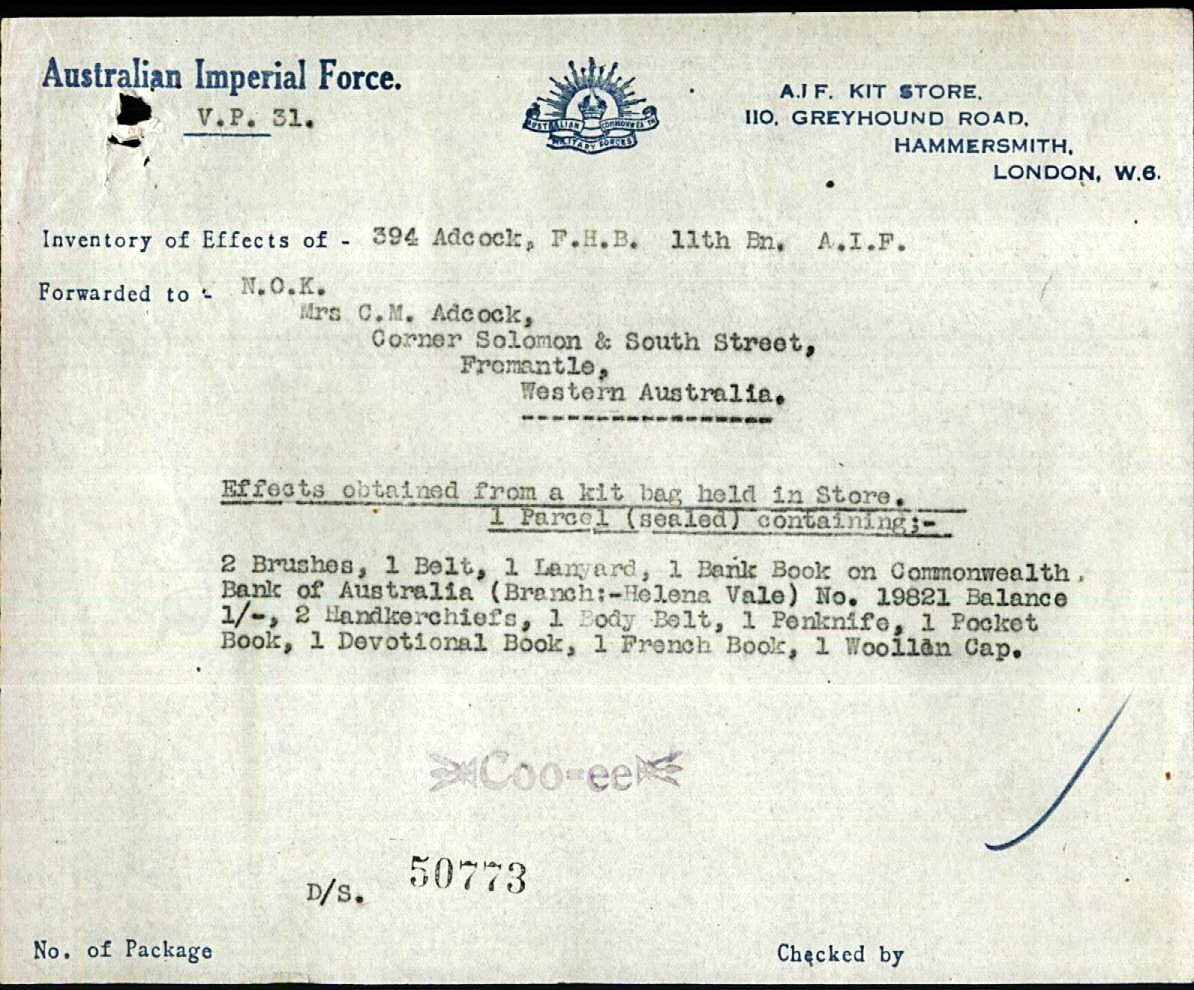 Australian Imperial Force.
V.P. 31.
AUSTRALIAN COMMONWEALTH
MILITARY FORCES
A.I F. KIT STORE,
110, GREYHOUND ROAD,
HAMMERSMITH,
LONDON, W.6.
Inventory of Effects of - 394 Adcock, F.H.B. 11th Bn. A.I.F.
Forwarded to :- N.O.K.
Mrs C.M. Adcock,
Corner Solomon & South Street,
Fremantle,
Western Australia.
Effects obtained from a kit bag held in Store.
1 Parcel (sealed) containing;-
2 Brushes, 1 Belt, 1 Lanyard, 1 Bank Book on Commonwealth.
Bank of Australia (Branch:-Helena Vale) No. 19821 Balance
1/-, 2 Handkerchiefs, 1 Body Belt, 1 Penknife, 1 Pocket
Book, 1 Devotional Book, 1 French Book, 1 Woollen Cap.
Coo=ee
D/S. 50773
No. of Package
Checked by